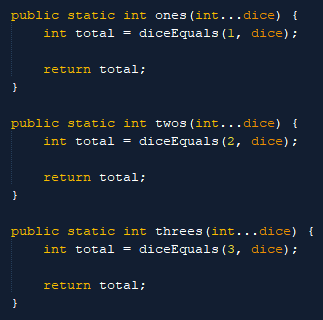 public static int ones(int...dice) {
    int total = diceEquals(1, dice);

    return total;
}

public static int twos(int...dice) {
    int total = diceEquals(2, dice);

    return total;
}

public static int threes(int...dice) {
    int total = diceEquals(3, dice);

    return total;
}